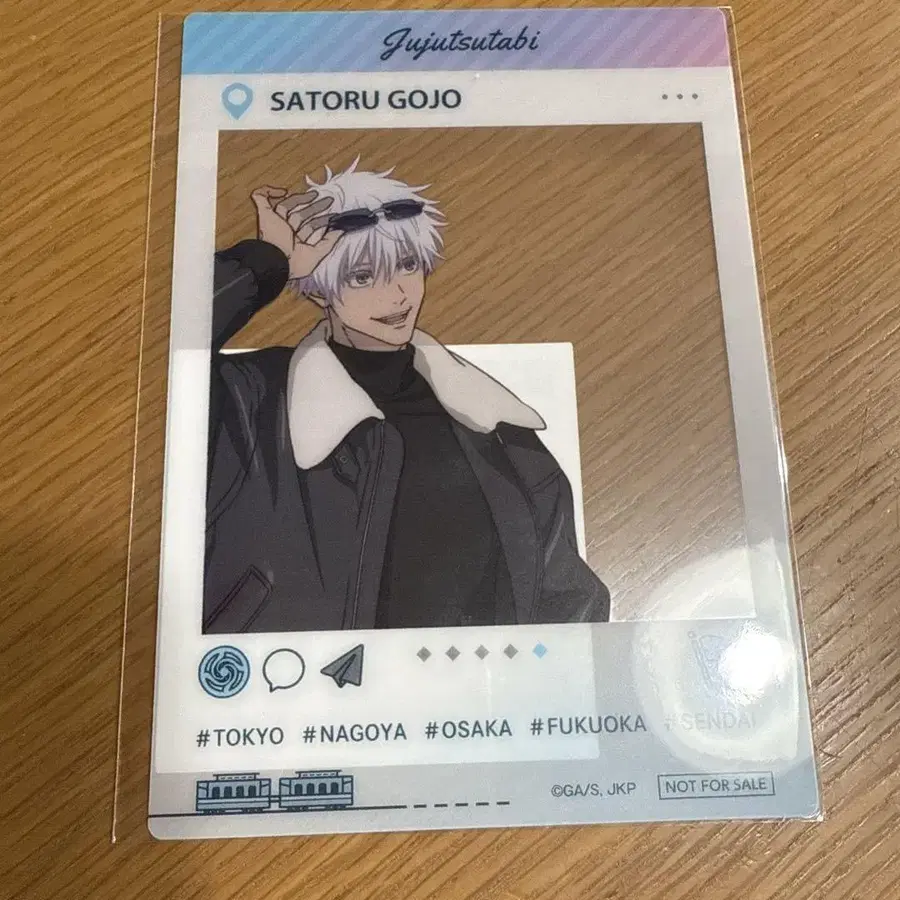 Jujutsutabi
SATORU GOJO
#TOKYO #NAGOYA #OSAKA #FUKUOKA #SENDAI
©GA/S, JKP NOT FOR SALE